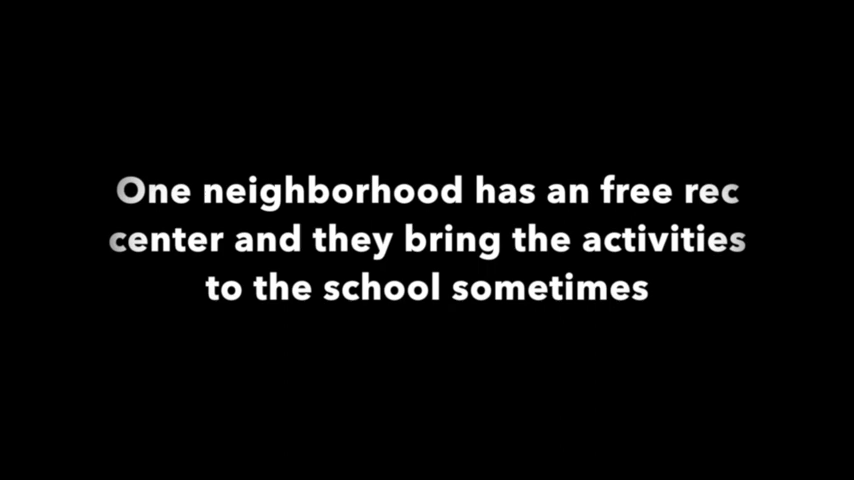 One neighborhood has an free rec
center and they bring the activities
to the school sometimes